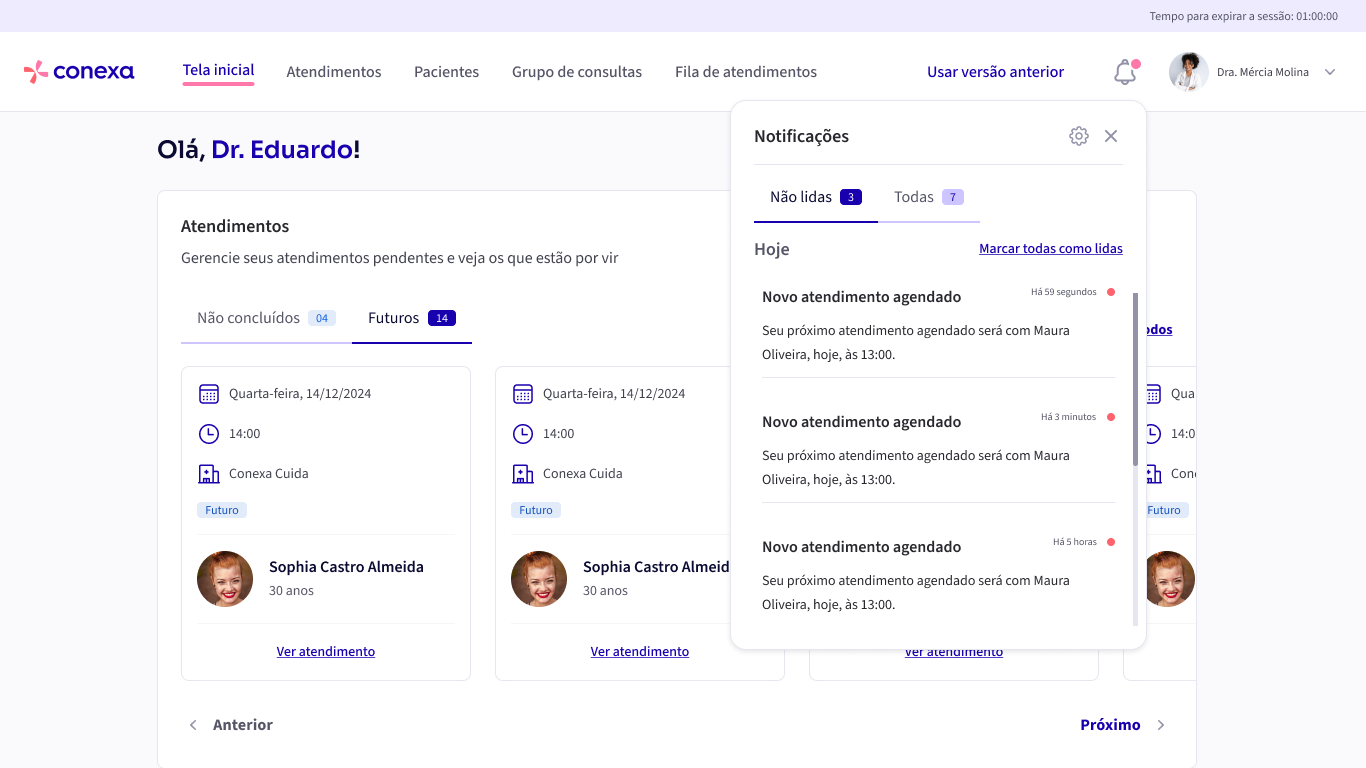 Tempo para expirar a sessão: 01:00:00
conexa
Tela inicial
Atendimentos
Pacientes
Grupo de consultas
Fila de atendimentos
Usar versão anterior
Dra. Mércia Molina
Olá, Dr. Eduardo!
Notificações
Não lidas 3
Todas 7
Hoje
Marcar todas como lidas
Novo atendimento agendado
Há 59 segundos
Seu próximo atendimento agendado será com Maura
Oliveira, hoje, às 13:00.
Novo atendimento agendado
Há 3 minutos
Seu próximo atendimento agendado será com Maura
Oliveira, hoje, às 13:00.
Novo atendimento agendado
Há 5 horas
Seu próximo atendimento agendado será com Maura
Oliveira, hoje, às 13:00.
Atendimentos
Gerencie seus atendimentos pendentes e veja os que estão por vir
Não concluídos 04
Futuros 14
odos
Quarta-feira, 14/12/2024
14:00
Conexa Cuida
Futuro
Sophia Castro Almeida
30 anos
Ver atendimento
Quarta-feira, 14/12/2024
14:00
Conexa Cuida
Futuro
Sophia Castro Almeid
30 anos
Ver atendimento
Ver atendimento
Qua
14:0
Con
Futuro
Anterior
Próximo